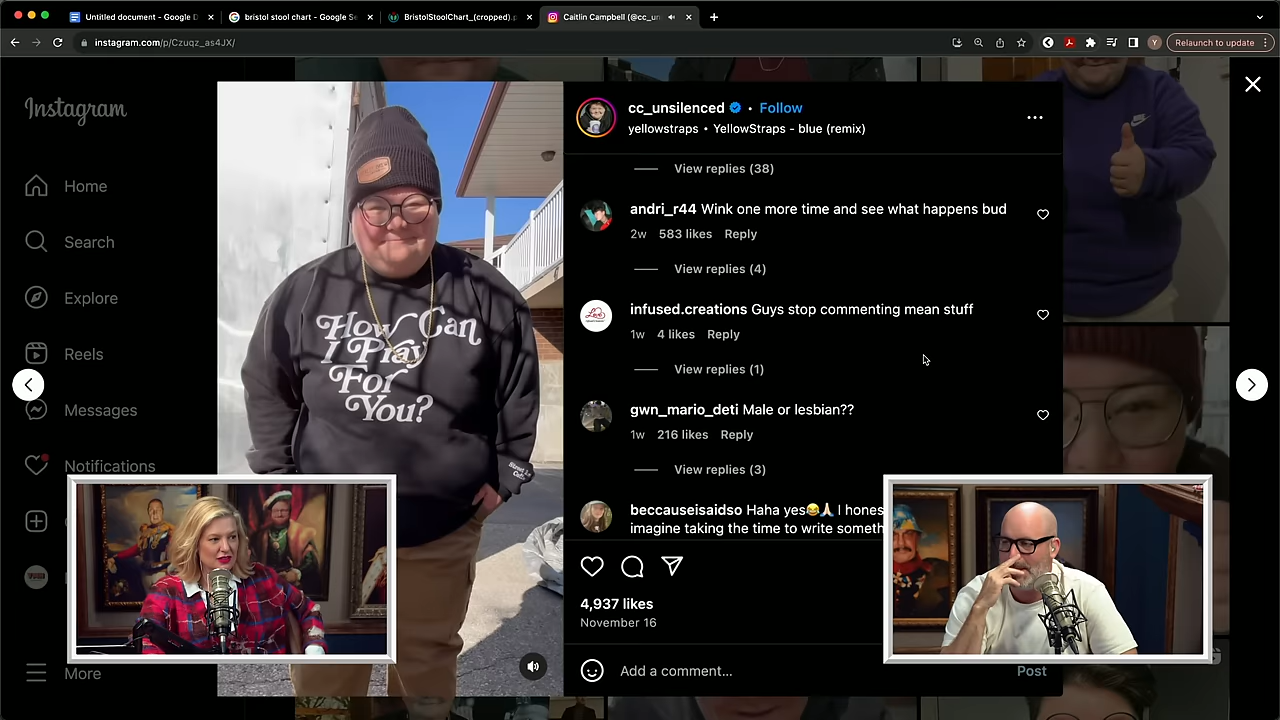 Untitled document - Google D
bristol stool chart - Google Se
BristolStoolChart_(cropped).p
Caitlin Campbell (@cc_un
instagram.com/p/Czuqz_as4JX/
Y
Relaunch to update
Instagram
Home
Search
Explore
Reels
Messages
Notifications
More
How Can
I Pray
For
You?
cc_unsilenced • Follow
yellowstraps • YellowStraps - blue (remix)
View replies (38)
andri_r44 Wink one more time and see what happens bud
2w 583 likes Reply
View replies (4)
infused.creations Guys stop commenting mean stuff
1w 4 likes Reply
View replies (1)
gwn_mario_deti Male or lesbian??
1w 216 likes Reply
View replies (3)
beccauseisaidso Haha yes😂🙏 I hones
imagine taking the time to write someth
4,937 likes
November 16
Add a comment...
Post